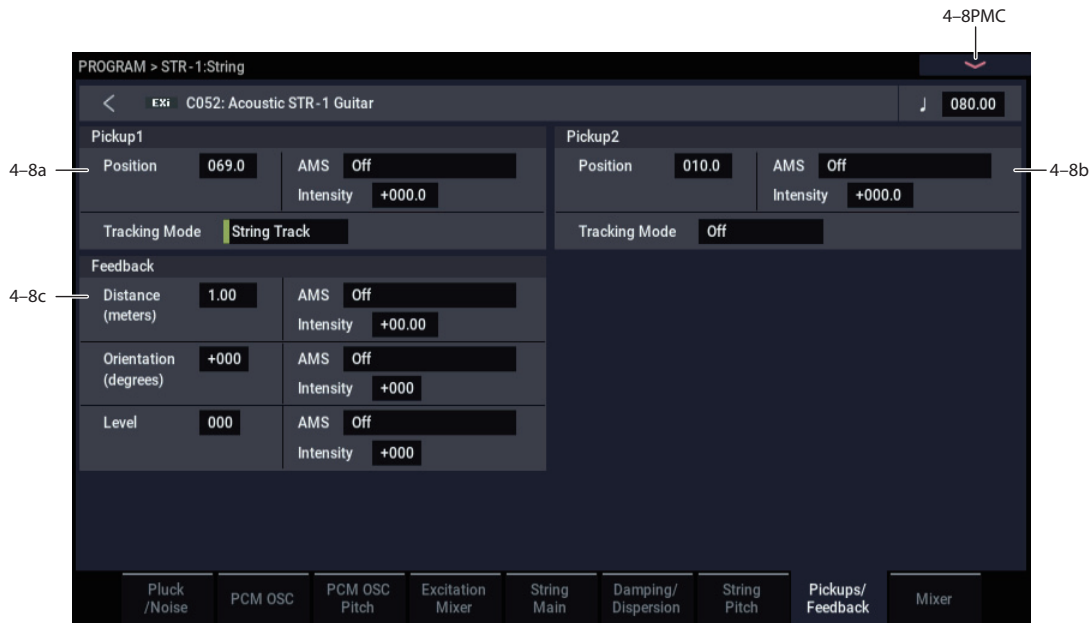 4–8PMC
PROGRAM > STR-1:String
EXi C052: Acoustic STR-1 Guitar
♩ 080.00
Pickup1
Pickup2
4–8a
Position 069.0 AMS Off
Intensity +000.0
Position 010.0 AMS Off
Intensity +000.0
4–8b
Tracking Mode String Track
Tracking Mode Off
Feedback
4–8c
Distance (meters) 1.00 AMS Off
Intensity +00.00
Orientation (degrees) +000 AMS Off
Intensity +000
Level 000 AMS Off
Intensity +000
Pluck /Noise
PCM OSC
PCM OSC Pitch
Excitation Mixer
String Main
Damping/ Dispersion
String Pitch
Pickups/ Feedback
Mixer